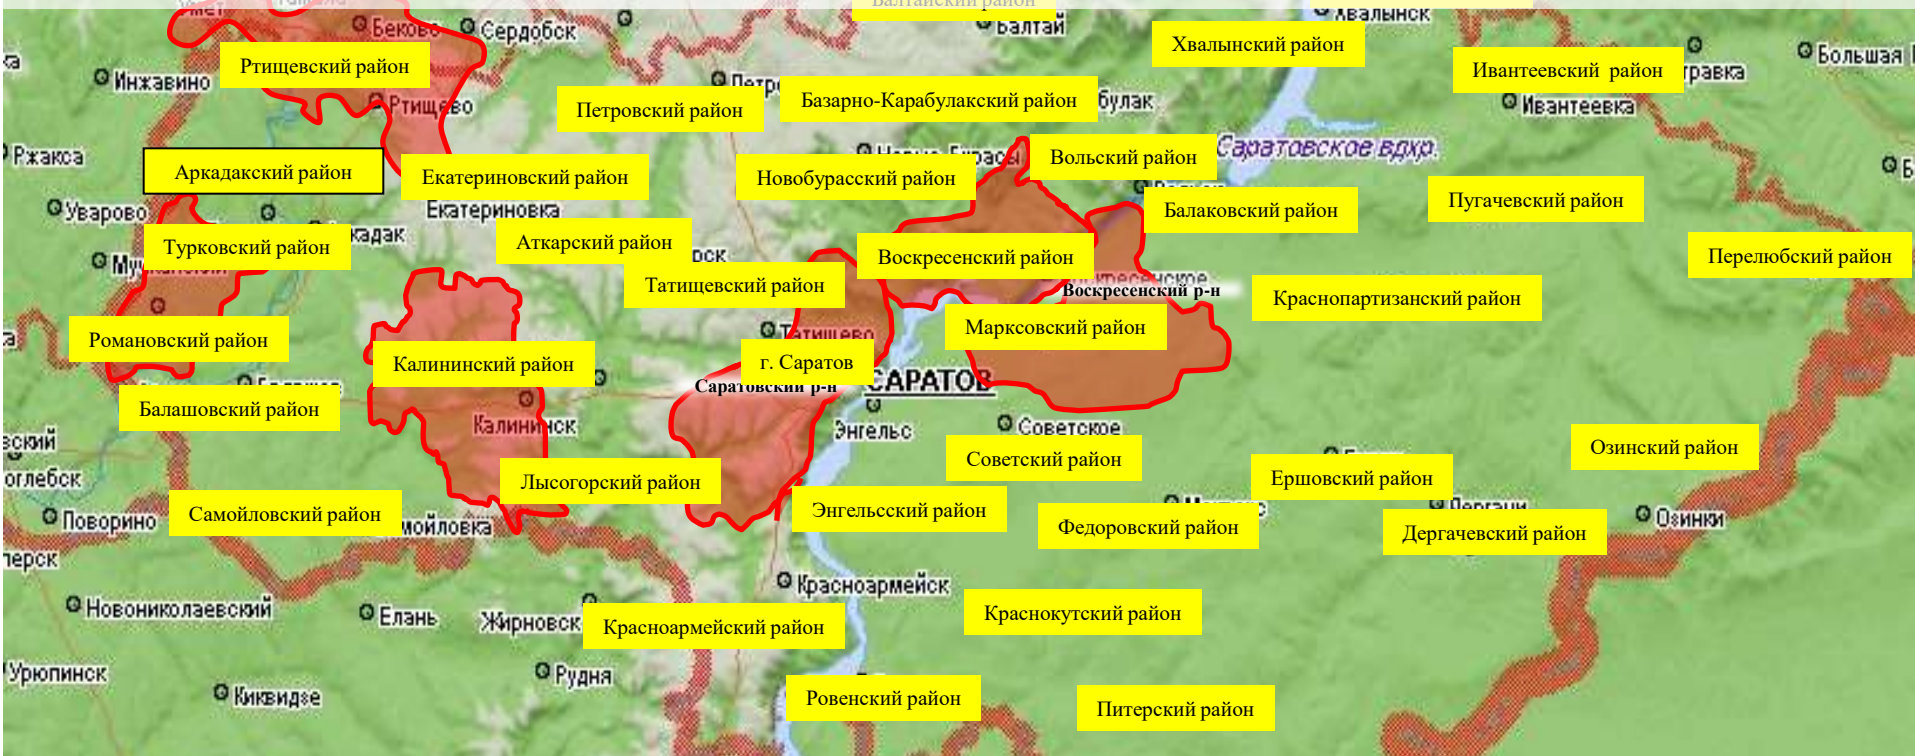 Балтайский район
Беково
Сердобск
Балтай
Хвалынск
Хвалынский район
Ртищевский район
Ивантеевский район
Большая
Инжавино
Ртищево
Петровский район
Базарно-Карабулакский район
Ивантеевка
Ржакса
Саратовское вдхр.
Вольский район
Аркадакский район
Екатериновский район
Новобурасский район
Уварово
Екатериновка
Балаковский район
Пугачевский район
Турковский район
Аткарский район
Воскресенский район
Перелюбский район
Татищевский район
Воскресенский р-н
Краснопартизанский район
Романовский район
Татищево
Марксовский район
Калининский район
г. Саратов
Саратовский р-н
САРАТОВ
Балашовский район
Калининск
Энгельс
Советское
Советский район
Озинский район
Лысогорский район
Ершовский район
Самойловский район
Энгельсский район
Поворино
Федоровский район
Дергачевский район
Озинки
Красноармейск
Новониколаевский
Елань
Жирновск
Красноармейский район
Краснокутский район
Урюпинск
Рудня
Киквидзе
Ровенский район
Питерский район